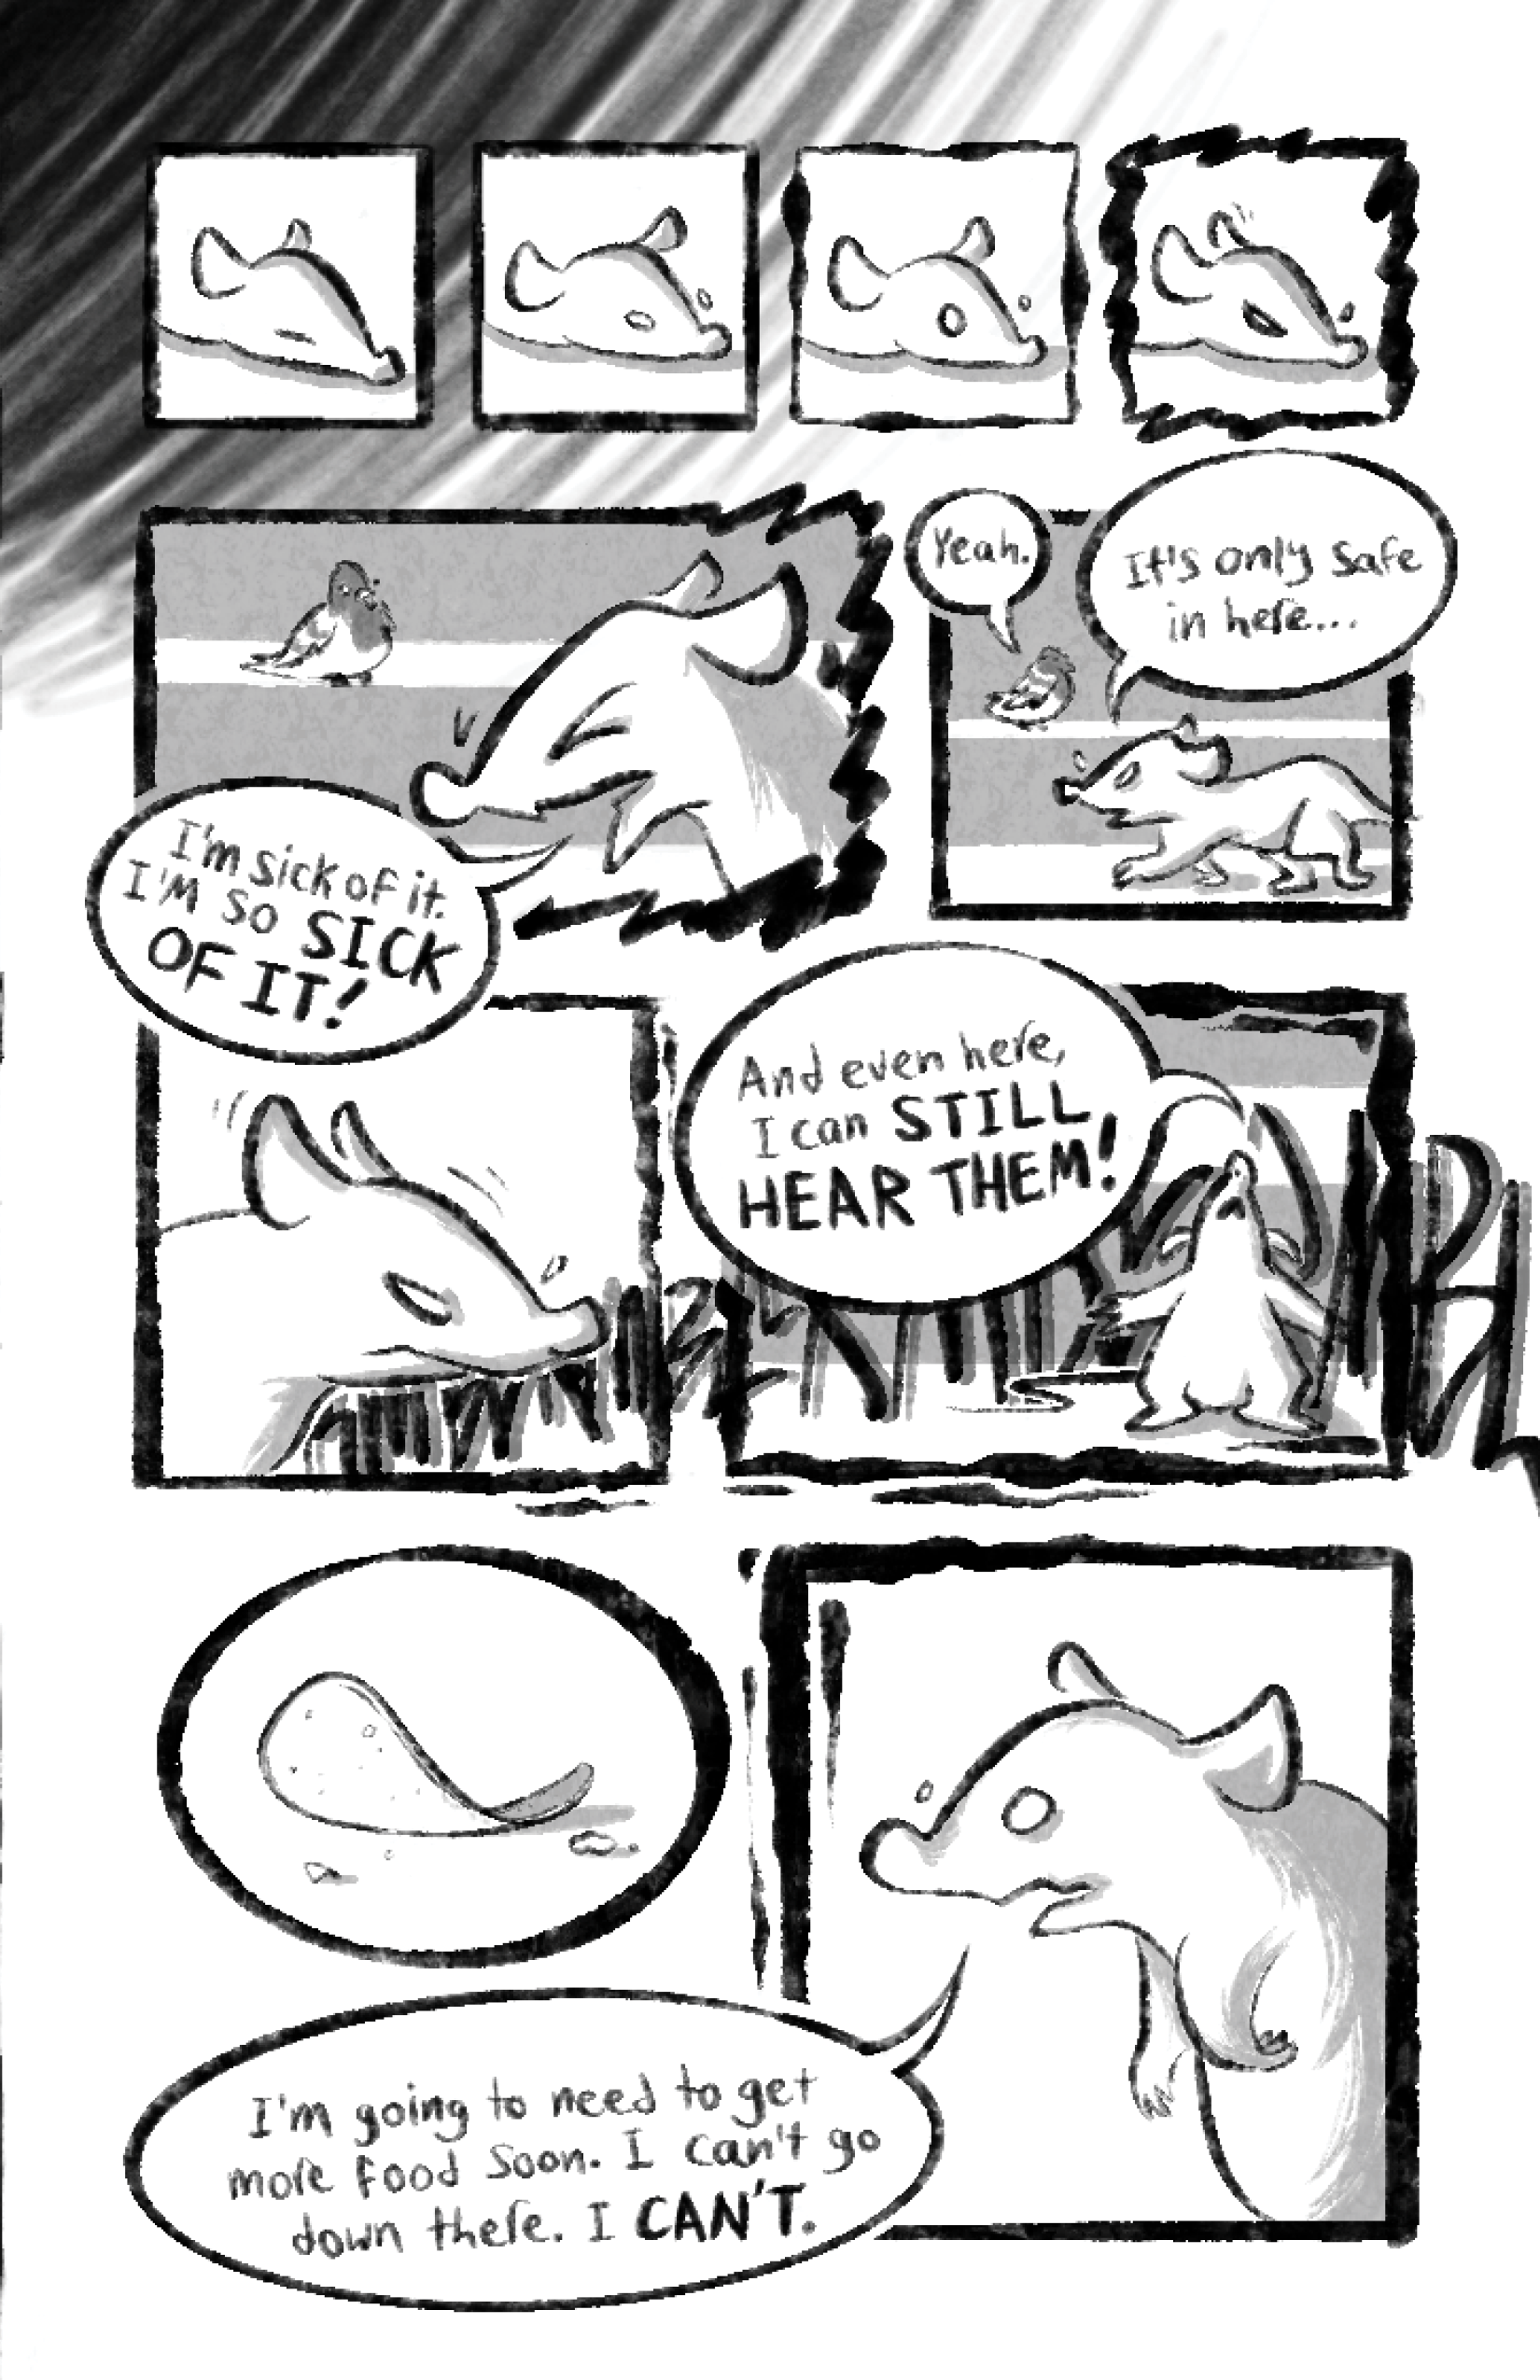 I'm sick of it.
I'M SO SICK
OF IT!
Yeah.
It's only safe
in here...
And even here,
I can STILL
HEAR THEM!
I'm going to need to get
more food soon. I can't go
down there. I CAN'T.